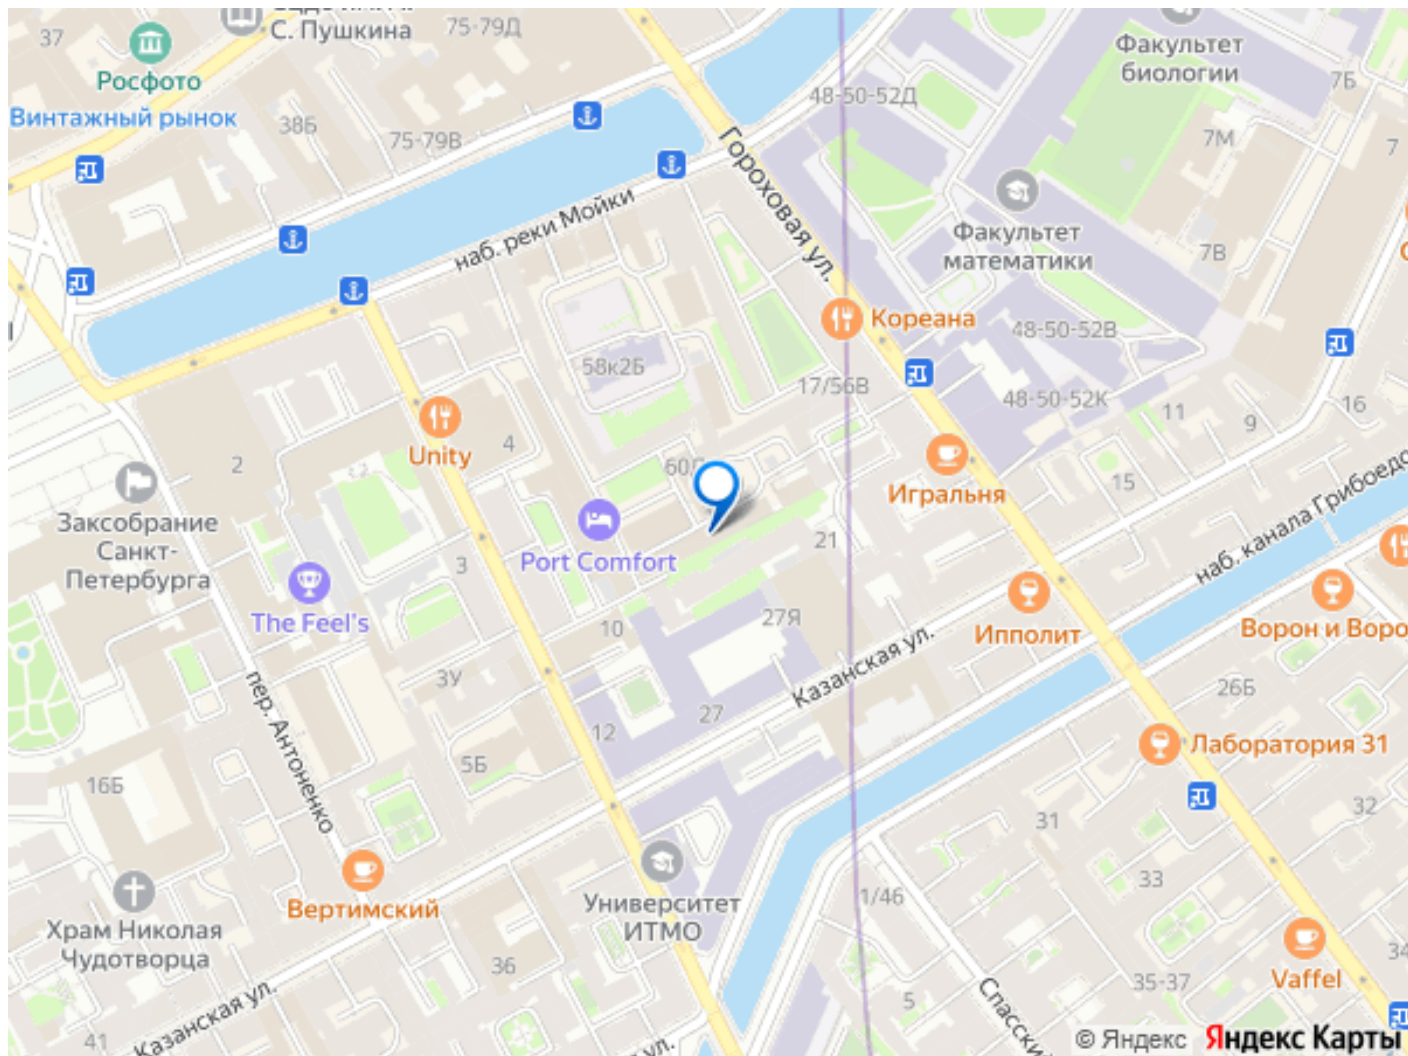 С. Пушкина
75-79Д
37
Росфото
Винтажный рынок
38Б
75-79В
Факультет
биологии
7Б
48-50-52Д
7М
7
Гороховая ул.
наб. реки Мойки
Факультет
математики
7В
Кореана
48-50-52В
58к2Б
17/56В
48-50-52К
11
9
16
Unity
4
2
60
Игральня
15
Заксобрание
Санкт-
Петербурга
Port Comfort
21
3
The Feel's
наб. канала Грибоедо
10
27Я
Ипполит
Ворон и Воро
Казанская ул.
3У
26Б
пер. Антоненко
12
27
Лаборатория 31
5Б
16Б
31
32
Университет
ИТМО
33
1/46
Вертимский
Храм Николая
Чудотворца
36
34
35-37
Vaffel
5
Спасский
Казанская ул.
41
ул.
© Яндекс
Яндекс Карты